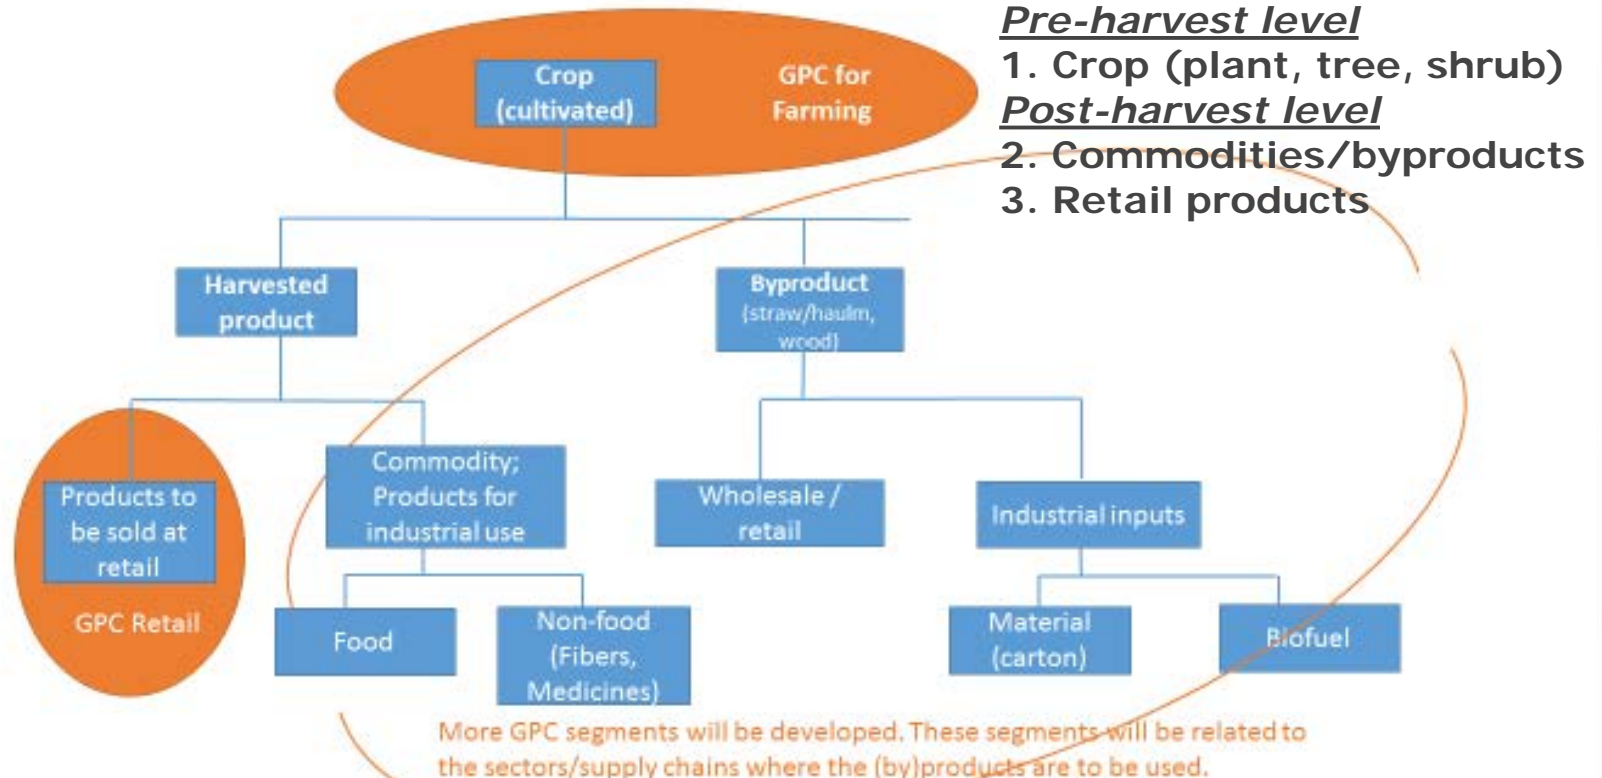 Pre-harvest level
1. Crop (plant, tree, shrub)
Post-harvest level
2. Commodities/byproducts
3. Retail products
Crop
(cultivated)
GPC for
Farming
Harvested
product
Byproduct
(straw/haulm,
wood)
Products to
be sold at
retail
GPC Retail
Commodity;
Products for
industrial use
Wholesale /
retail
Industrial inputs
Food
Non-food
(Fibers,
Medicines)
Material
(carton)
Biofuel
More GPC segments will be developed. These segments will be related to
the sectors/supply chains where the (by)products are to be used.